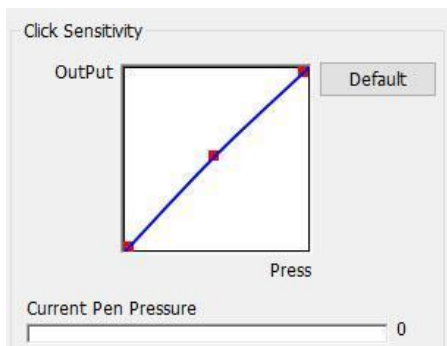 Click Sensitivity
OutPut
Default
Press
Current Pen Pressure
0